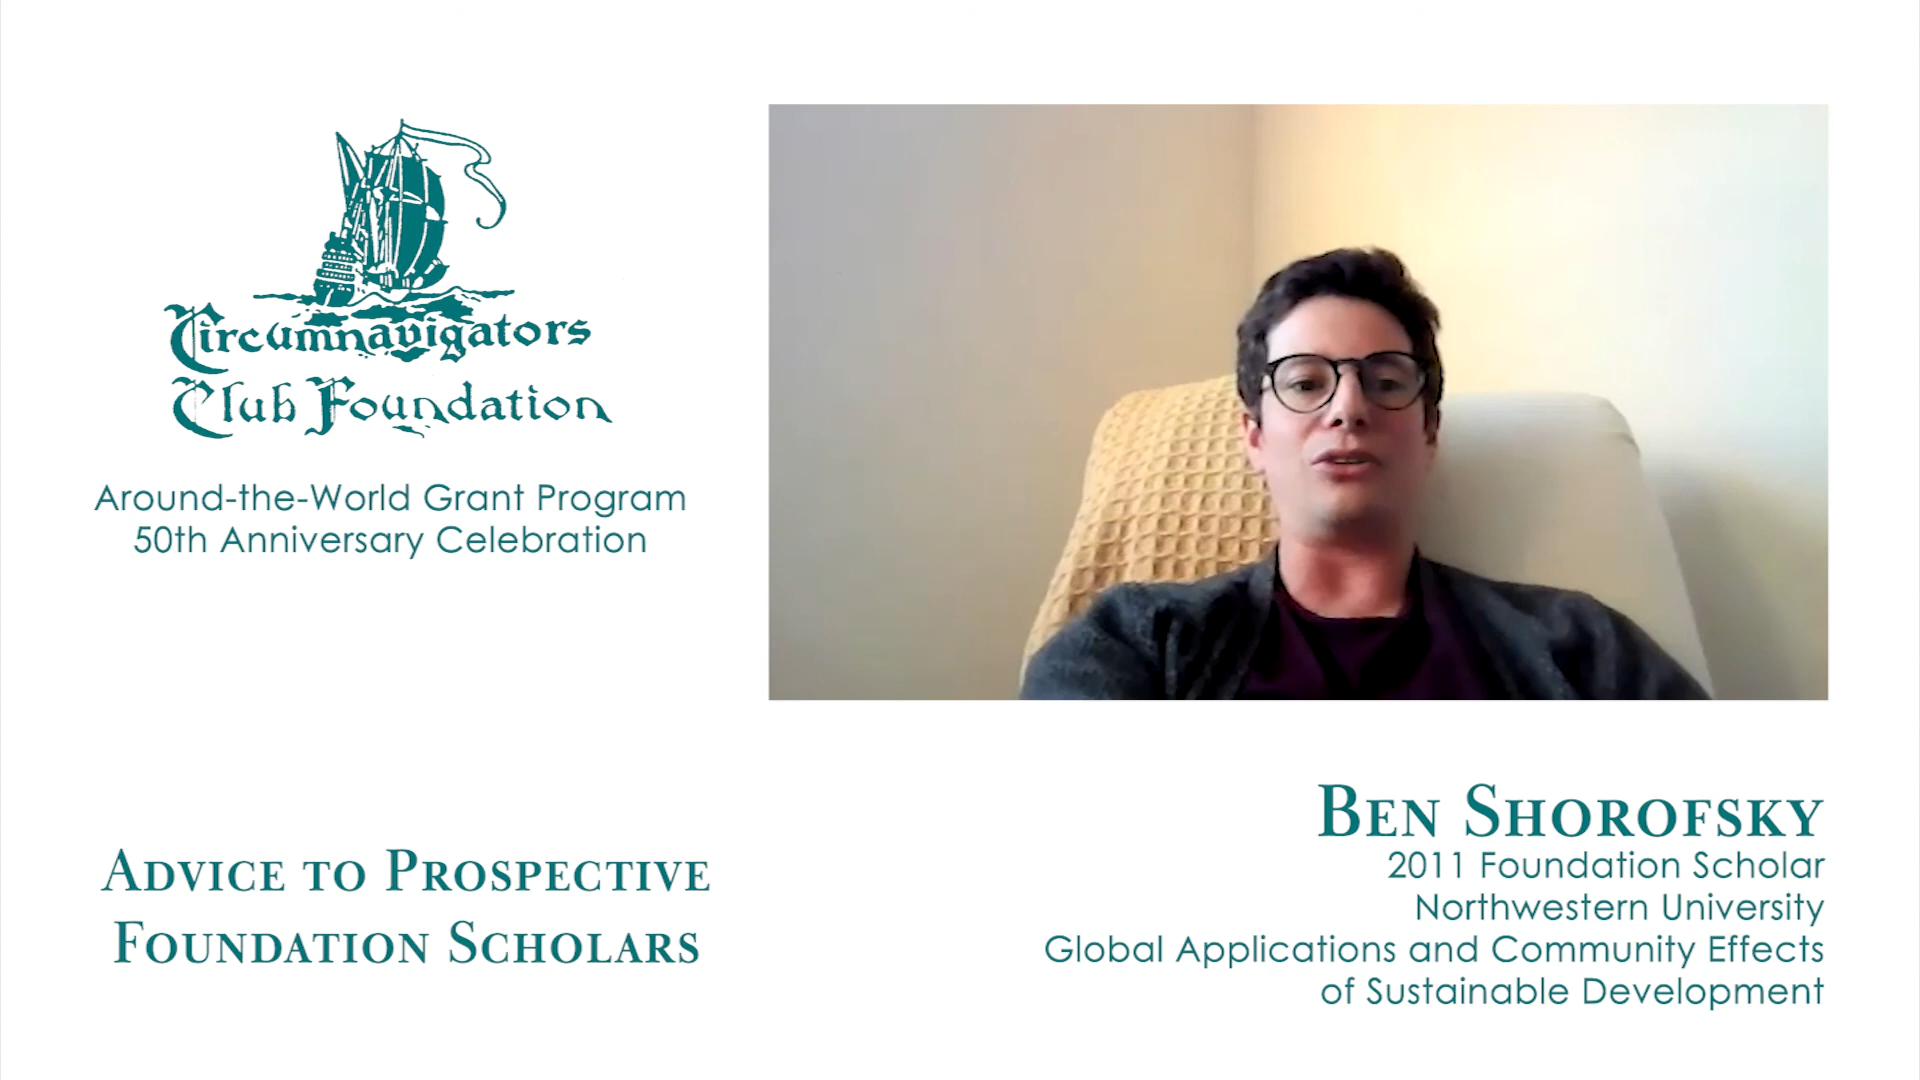 Circumnavigators
Club Foundation
Around-the-World Grant Program
50th Anniversary Celebration
Advice to Prospective
Foundation Scholars
Ben Shorofsky
2011 Foundation Scholar
Northwestern University
Global Applications and Community Effects
of Sustainable Development